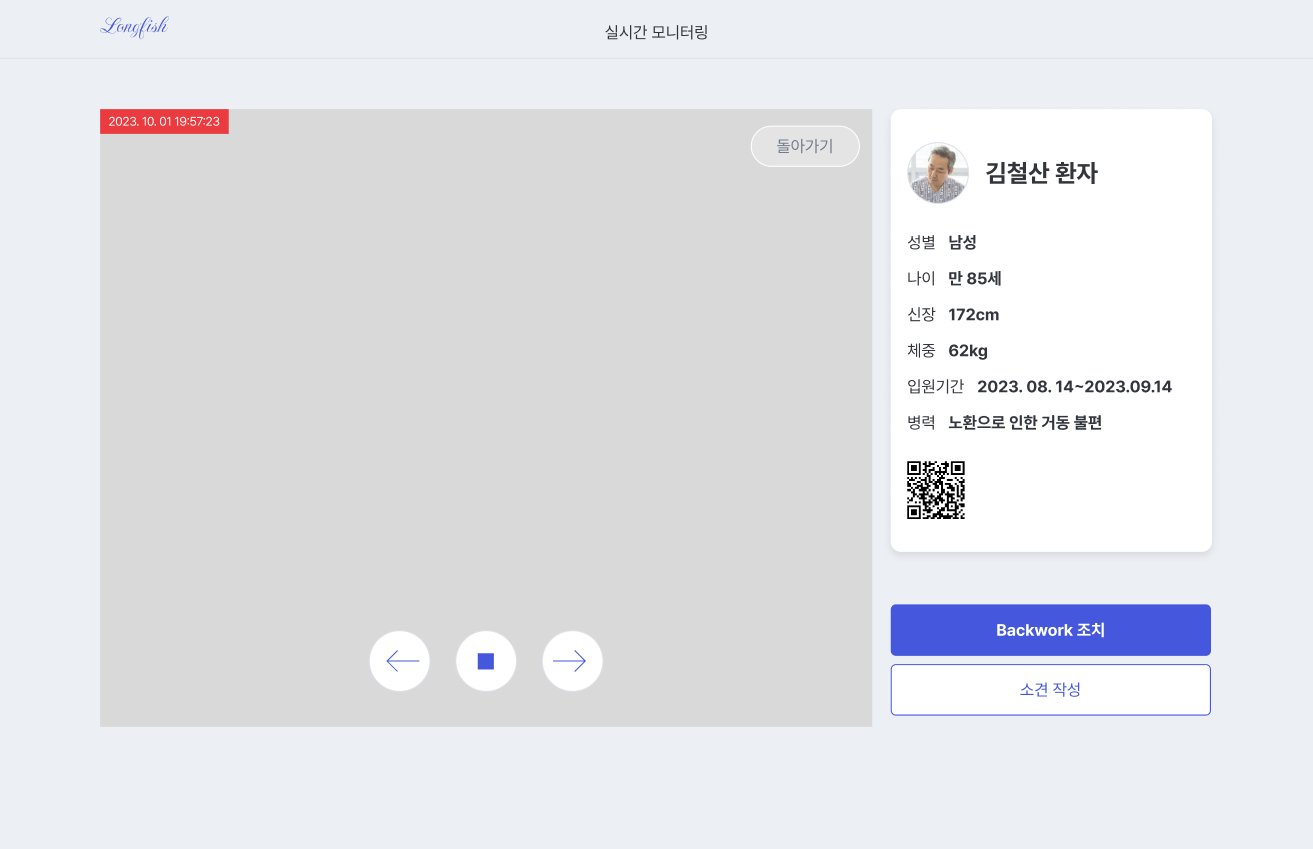 Longfish
실시간 모니터링
2023. 10. 01 19:57:23
돌아가기
김철산 환자
성별 남성
나이 만 85세
신장 172cm
체중 62kg
입원기간 2023. 08. 14~2023.09.14
병력 노환으로 인한 거동 불편
Backwork 조치
소견 작성